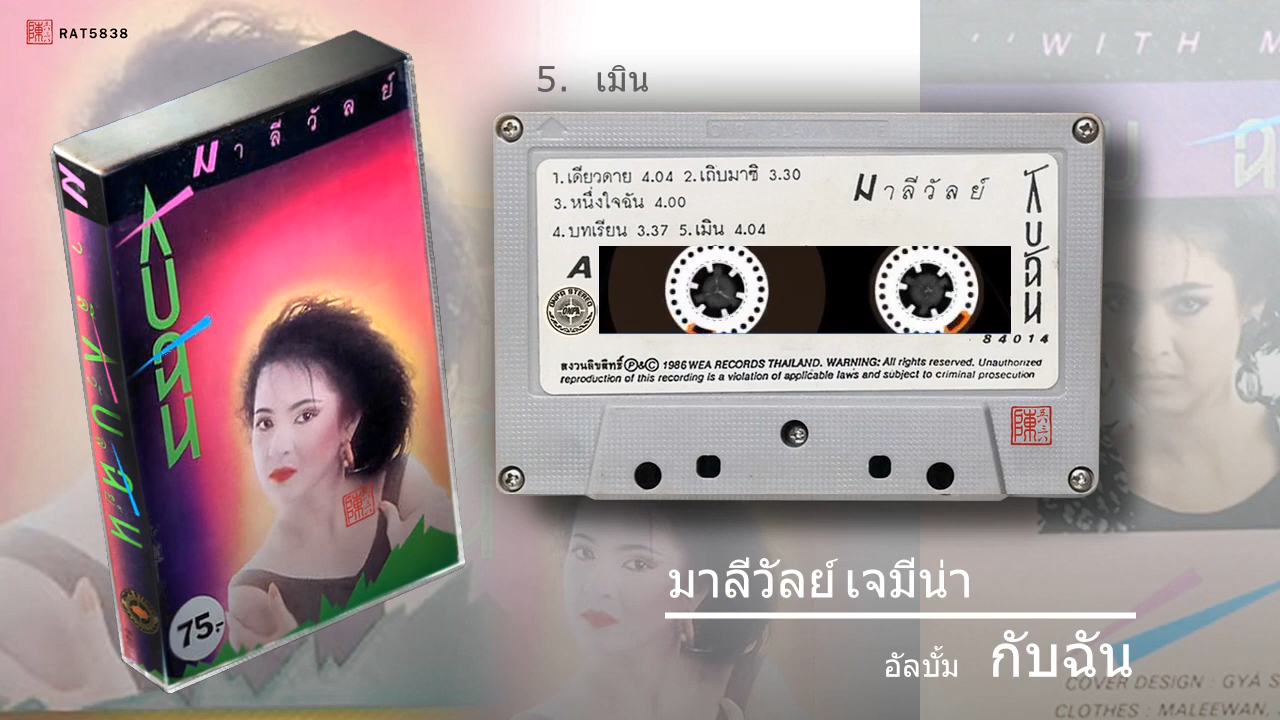 RAT5838
5. เมิน
มาลีวัลย์
กับฉัน
75.-
1.เดียวดาย 4.04 2.เถิบมาซิ 3.30
3.หนึ่งใจฉัน 4.00
4.บทเรียน 3.37 5.เมิน 4.04
มาลีวัลย์
กับฉัน
A
ONPA STEREO
ONPA
84014
สงวนลิขสิทธิ์ Ⓟ&Ⓒ 1986 WEA RECORDS THAILAND. WARNING: All rights reserved. Unauthorized
reproduction of this recording is a violation of applicable laws and subject to criminal prosecution
มาลีวัลย์ เจมีน่า
อัลบั้ม กับฉัน
' ' WITH M
COVER DESIGN : GYA S
CLOTHES : MALEEWAN,